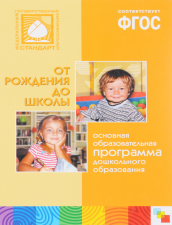 соответствует
ФГОС
СТАНДАРТ
ОТ
РОЖДЕНИЯ ДО
ШКОЛЫ
основная
образовательная
программа
дошкольного
образования